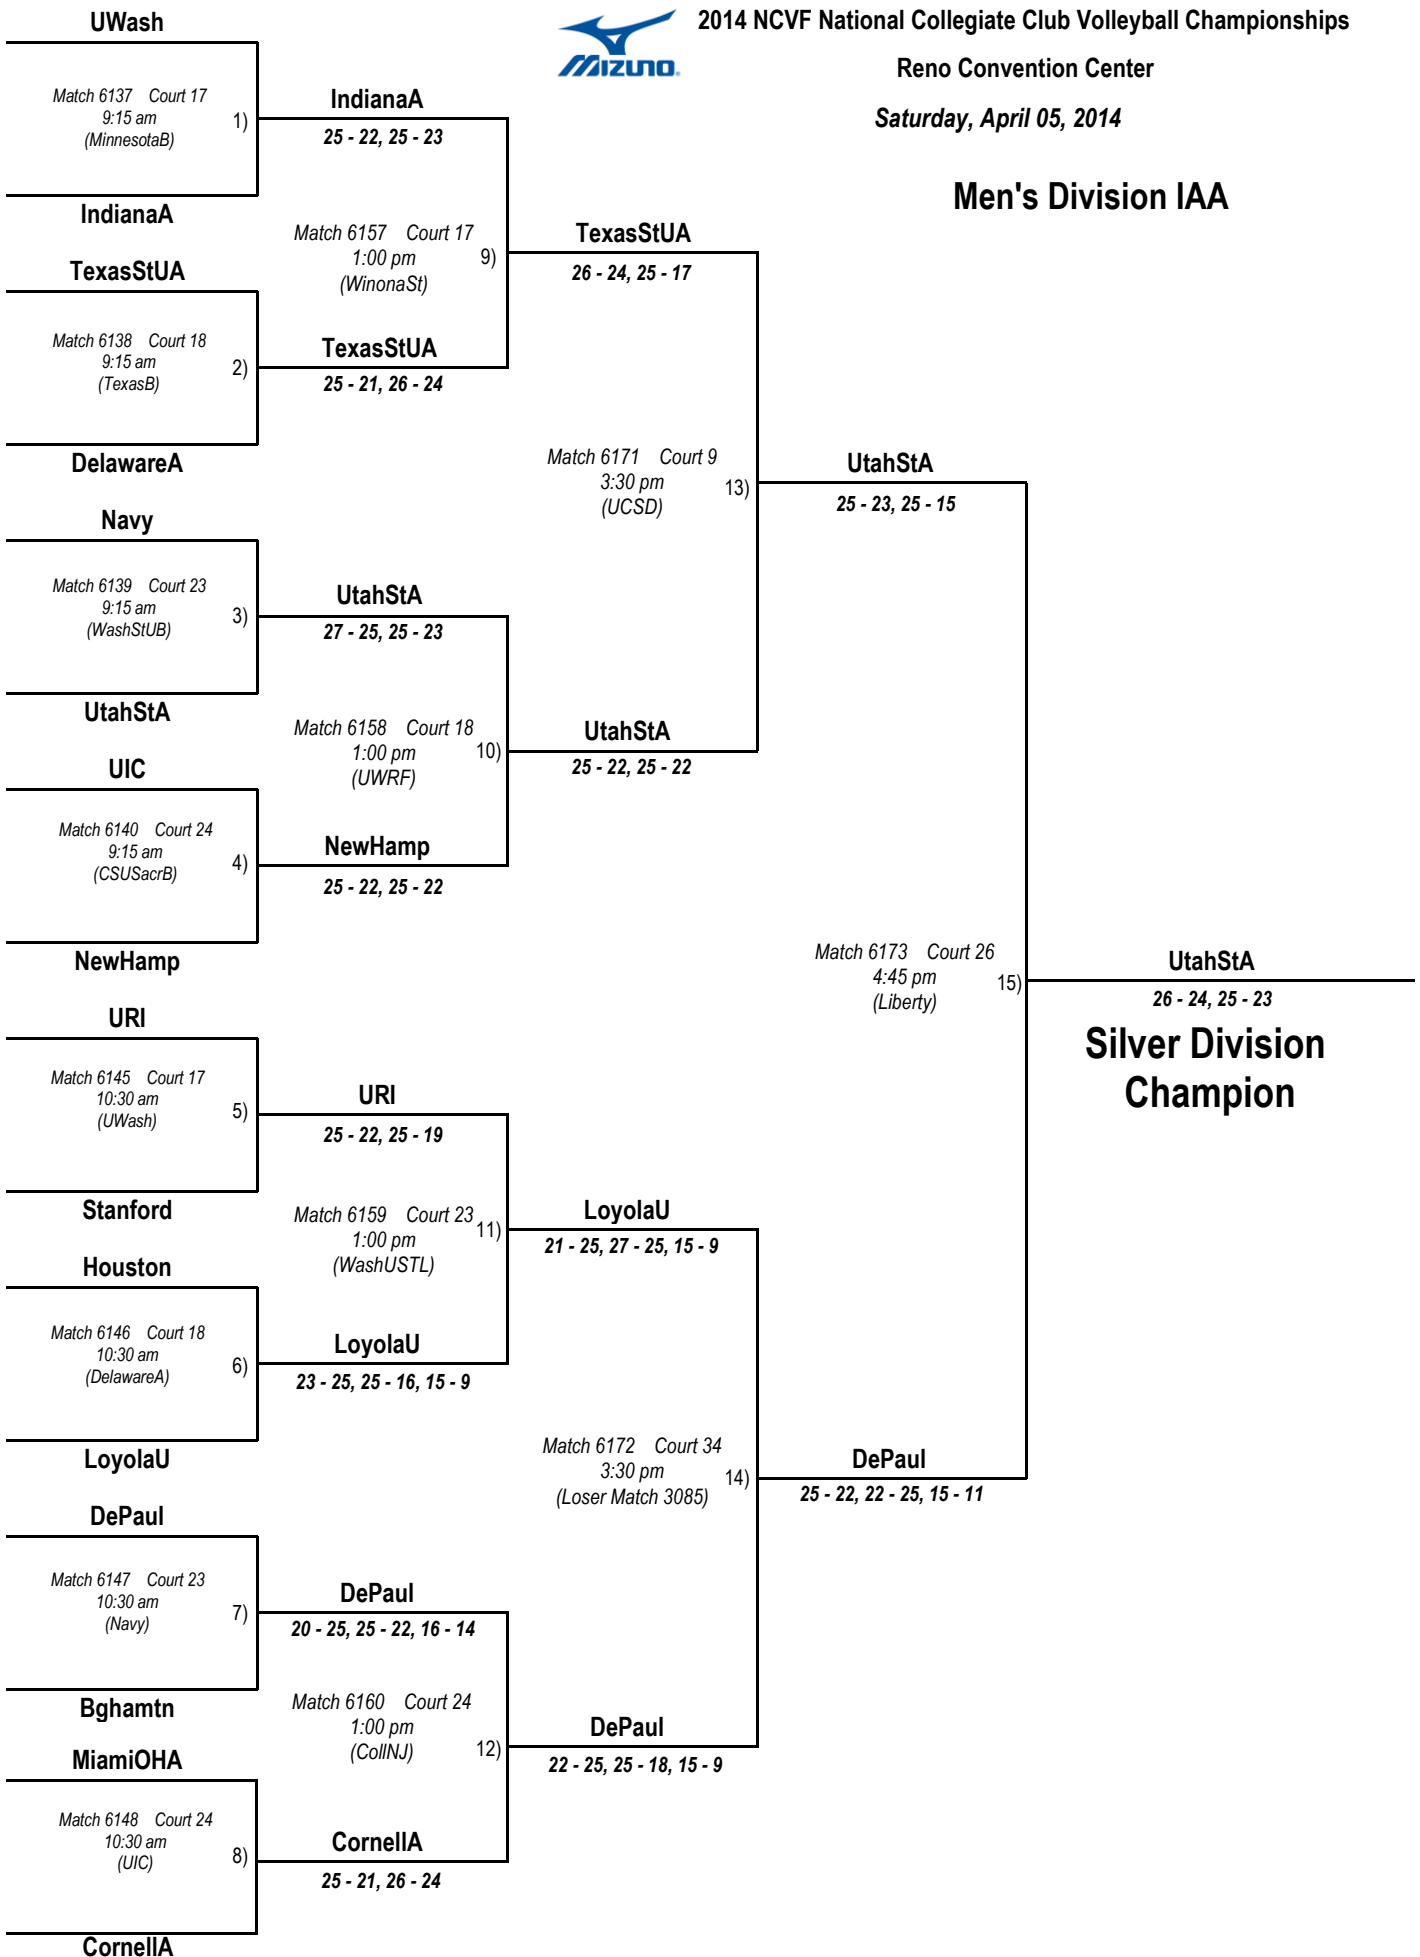 UWash
2014 NCVF National Collegiate Club Volleyball Championships
MIZUNO.
Reno Convention Center
Saturday, April 05, 2014
Men's Division IAA
Match 6137 Court 17
9:15 am
(MinnesotaB)
1)
IndianaA
25 - 22, 25 - 23
IndianaA
Match 6157 Court 17
1:00 pm
(WinonaSt)
9)
TexasStUA
26 - 24, 25 - 17
TexasStUA
Match 6138 Court 18
9:15 am
(TexasB)
2)
TexasStUA
25 - 21, 26 - 24
DelawareA
Match 6171 Court 9
3:30 pm
(UCSD)
13)
UtahStA
25 - 23, 25 - 15
Navy
Match 6139 Court 23
9:15 am
(WashStUB)
3)
UtahStA
27 - 25, 25 - 23
UtahStA
Match 6158 Court 18
1:00 pm
(UWRF)
10)
UtahStA
25 - 22, 25 - 22
UIC
Match 6140 Court 24
9:15 am
(CSUSacrB)
4)
NewHamp
25 - 22, 25 - 22
NewHamp
Match 6173 Court 26
4:45 pm
(Liberty)
15)
UtahStA
26 - 24, 25 - 23
Silver Division
Champion
URI
Match 6145 Court 17
10:30 am
(UWash)
5)
URI
25 - 22, 25 - 19
Stanford
Match 6159 Court 23
1:00 pm
(WashUSTL)
11)
LoyolaU
21 - 25, 27 - 25, 15 - 9
Houston
Match 6146 Court 18
10:30 am
(DelawareA)
6)
LoyolaU
23 - 25, 25 - 16, 15 - 9
LoyolaU
Match 6172 Court 34
3:30 pm
(Loser Match 3085)
14)
DePaul
25 - 22, 22 - 25, 15 - 11
DePaul
Match 6147 Court 23
10:30 am
(Navy)
7)
DePaul
20 - 25, 25 - 22, 16 - 14
Bghamtn
Match 6160 Court 24
1:00 pm
(CollNJ)
12)
DePaul
22 - 25, 25 - 18, 15 - 9
MiamiOHA
Match 6148 Court 24
10:30 am
(UIC)
8)
CornellA
25 - 21, 26 - 24
CornellA